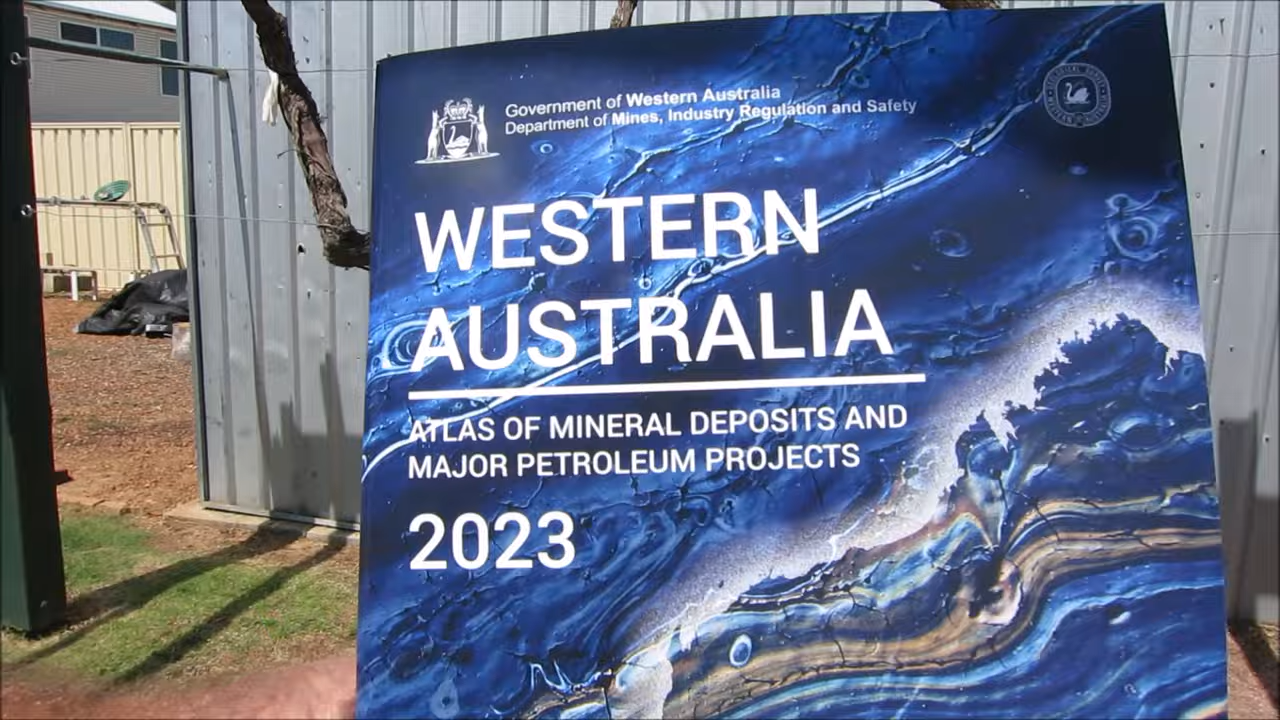 Government of Western Australia
Department of Mines, Industry Regulation and Safety
WESTERN
AUSTRALIA
ATLAS OF MINERAL DEPOSITS AND
MAJOR PETROLEUM PROJECTS
2023